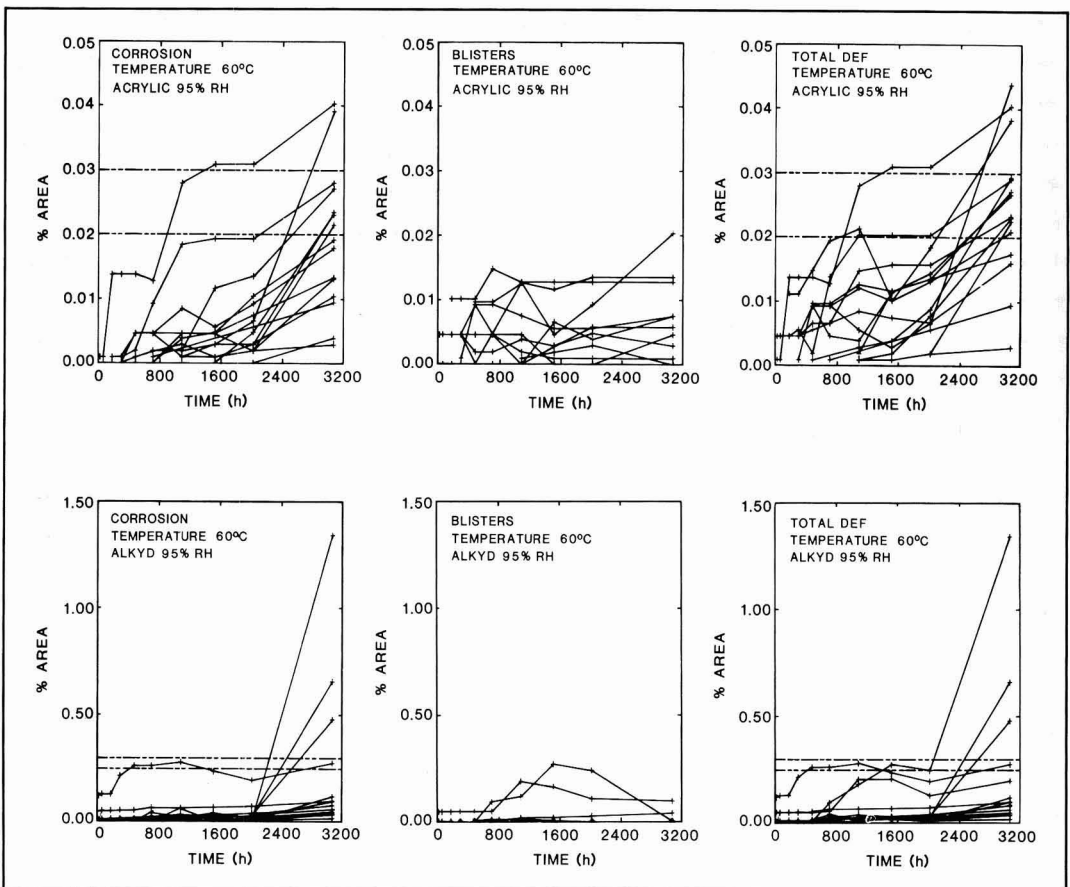 CORROSION
TEMPERATURE 60°C
ACRYLIC 95% RH
0.05
0.04
0.03
0.02
0.01
0.00
% AREA
0 800 1600 2400 3200
TIME (h)
BLISTERS
TEMPERATURE 60°C
ACRYLIC 95% RH
0.05
0.04
0.03
0.02
0.01
0.00
% AREA
0 800 1600 2400 3200
TIME (h)
TOTAL DEF
TEMPERATURE 60°C
ACRYLIC 95% RH
0.05
0.04
0.03
0.02
0.01
0.00
% AREA
0 800 1600 2400 3200
TIME (h)
CORROSION
TEMPERATURE 60°C
ALKYD 95% RH
1.50
1.00
0.50
0.00
% AREA
0 800 1600 2400 3200
TIME (h)
BLISTERS
TEMPERATURE 60°C
ALKYD 95% RH
1.50
1.00
0.50
0.00
% AREA
0 800 1600 2400 3200
TIME (h)
TOTAL DEF
TEMPERATURE 60°C
ALKYD 95% RH
1.50
1.00
0.50
0.00
% AREA
0 800 1600 2400 3200
TIME (h)